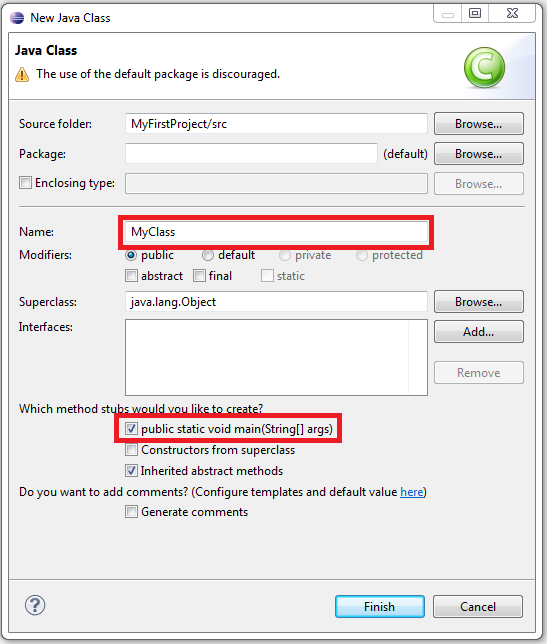 New Java Class
Java Class
The use of the default package is discouraged.
Source folder: MyFirstProject/src Browse...
Package: (default) Browse...
Enclosing type: Browse...
Name: MyClass
Modifiers: public default private protected
abstract final static
Superclass: java.lang.Object Browse...
Interfaces: Add...
Remove
Which method stubs would you like to create?
public static void main(String[] args)
Constructors from superclass
Inherited abstract methods
Do you want to add comments? (Configure templates and default value here)
Generate comments
? Finish Cancel